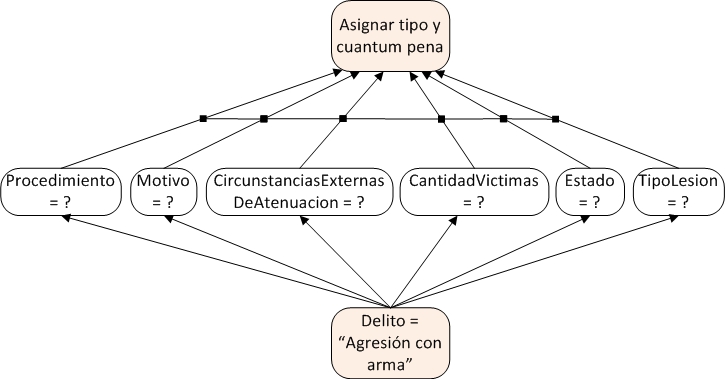 Asignar tipo y
cuantum pena
Procedimiento
= ?
Motivo
= ?
CircunstanciasExternas
DeAtenuacion = ?
CantidadVictimas
= ?
Estado
= ?
TipoLesion
= ?
Delito =
“Agresión con
arma”